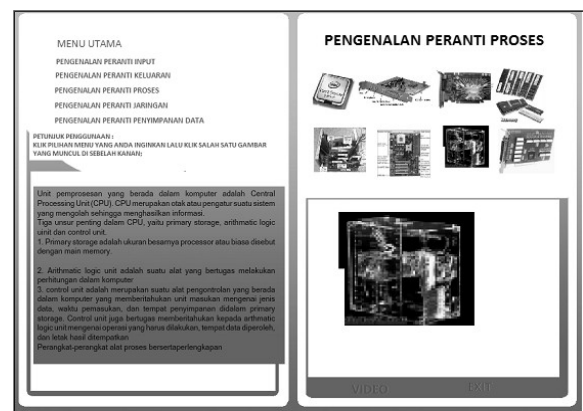 MENU UTAMA
PENGENALAN PERANTI INPUT
PENGENALAN PERANTI KELUARAN
PENGENALAN PERANTI PROSES
PENGENALAN PERANTI JARINGAN
PENGENALAN PERANTI PENYIMPANAN DATA
PETUNJUK PENGGUNAAN :
KLIK PILIHAN MENU YANG ANDA INGINKAN LALU KLIK SALAH SATU GAMBAR
YANG MUNCUL DI SEBELAH KANAN;
Unit pemprosesan yang berada dalam komputer adalah Central
Processing Unit (CPU). CPU merupakan otak atau pengatur suatu sistem
yang mengolah sehingga menghasilkan informasi.
Tiga unsur penting dalam CPU, yaitu primary storage, arithmatic logic
uinit dan control unit.
1. Primary storage adalah ukuran besarnya processor atau biasa disebut
dengan main memory.
2. Arithmatic logic unit adalah suatu alat yang bertugas melakukan
perhitungan dalam komputer
3. control unit adalah merupakan suatu alat pengontrolan yang berada
dalam komputer yang memberitahukan unit masukan mengenai jenis
data, waktu pemasukan, dan tempat penyimpanan didalam primary
storage. Control unit juga bertugas memberitahukan kepada arthmatic
logic unit mengenai operasi yang harus dilakukan, tempat data diperoleh,
dan letak hasil ditempatkan
Perangkat-perangkat alat proses bersertaperlengkapan
PENGENALAN PERANTI PROSES
VIDEO
EXIT